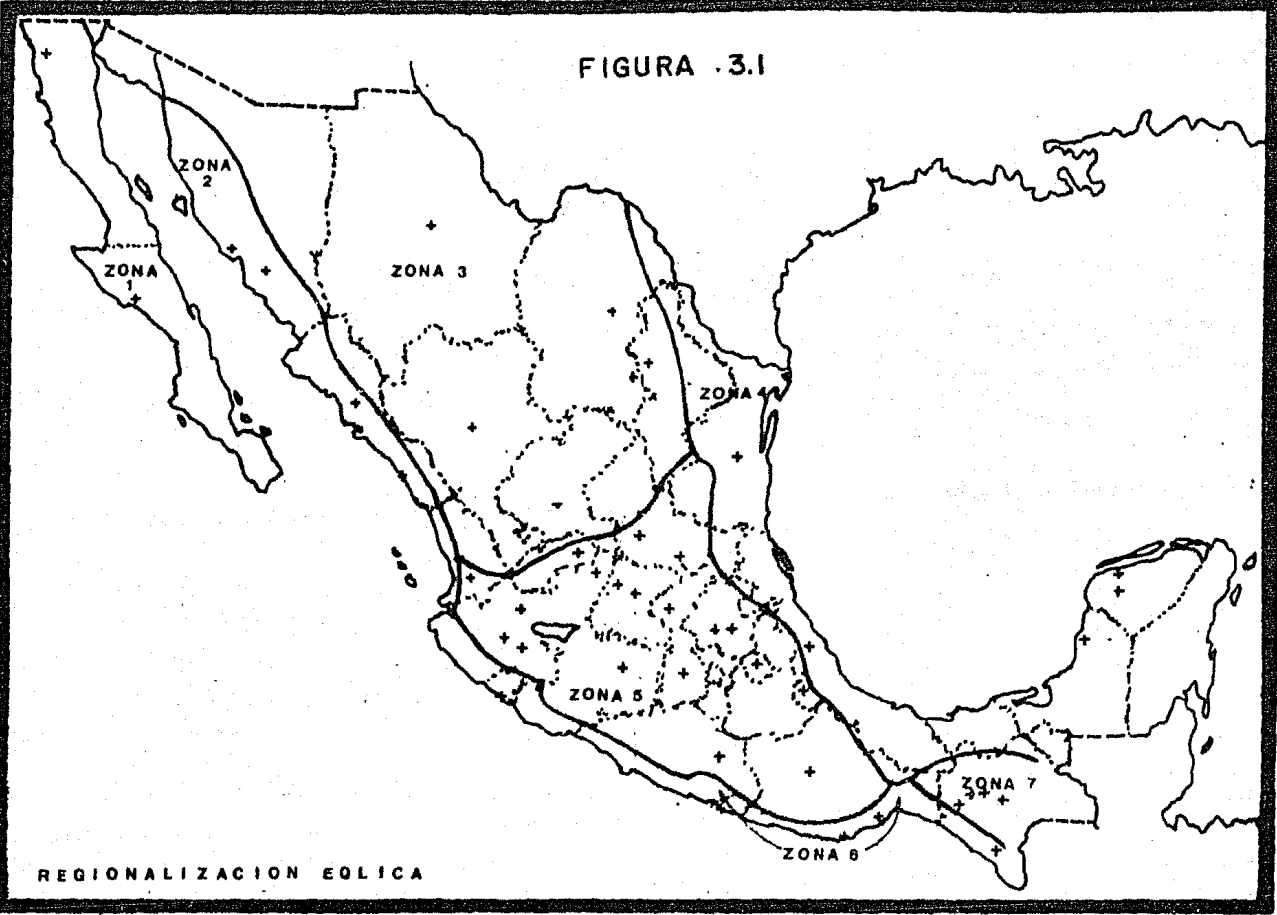 FIGURA .3.1
ZONA
2
ZONA
1
ZONA 3
ZONA 4
ZONA 5
ZONA 7
ZONA 6
REGIONALIZACION EOLICA